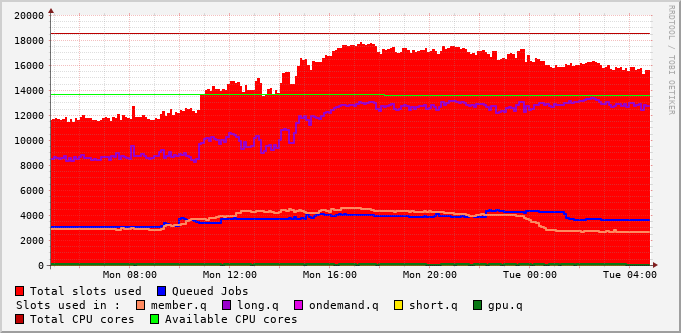 RRDTOOL / TOBI OETIKER
20000
18000
16000
14000
12000
10000
8000
6000
4000
2000
0
Mon 08:00 Mon 12:00 Mon 16:00 Mon 20:00 Tue 00:00 Tue 04:00
Total slots used Queued Jobs
Slots used in : member.q long.q ondemand.q short.q gpu.q
Total CPU cores Available CPU cores